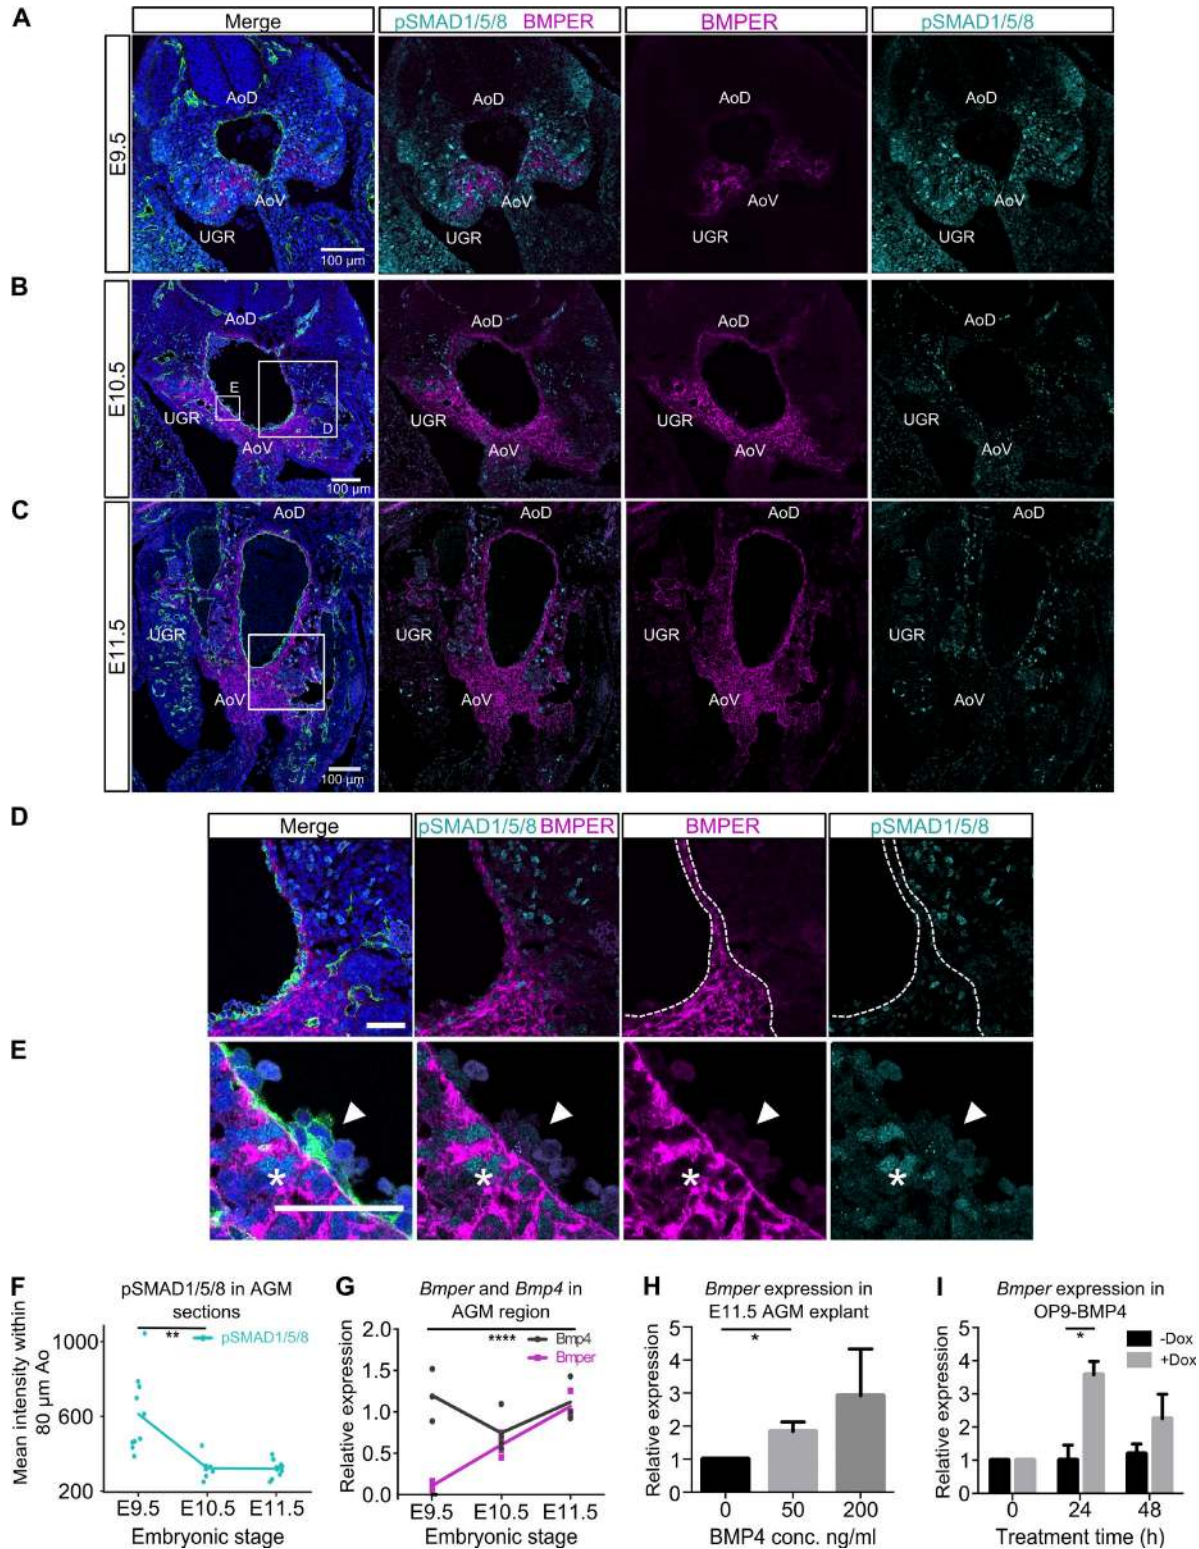 A
Merge
pSMAD1/5/8 BMPER
BMPER
pSMAD1/5/8
E9.5
AoD
AoV
UGR
100 µm
AoD
AoV
UGR
AoD
AoV
UGR
AoD
AoV
UGR
B
E10.5
AoD
E
D
UGR
AoV
100 µm
AoD
UGR
AoV
AoD
UGR
AoV
AoD
UGR
AoV
C
E11.5
AoD
UGR
AoV
100 µm
AoD
UGR
AoV
AoD
UGR
AoV
AoD
UGR
AoV
D
Merge
pSMAD1/5/8 BMPER
BMPER
pSMAD1/5/8
E
*
*
*
*
F
pSMAD1/5/8 in AGM
sections
**
pSMAD1/5/8
Mean intensity within
80 µm Ao
1000
600
200
E9.5 E10.5 E11.5
Embryonic stage
G
Bmper and Bmp4 in
AGM region
****
Bmp4
Bmper
Relative expression
2.0
1.5
1.0
0.5
0.0
E9.5 E10.5 E11.5
Embryonic stage
H
Bmper expression in
E11.5 AGM explant
*
Relative expression
5
4
3
2
1
0
0 50 200
BMP4 conc. ng/ml
I
Bmper expression in
OP9-BMP4
*
-Dox
+Dox
Relative expression
5
4
3
2
1
0
0 24 48
Treatment time (h)